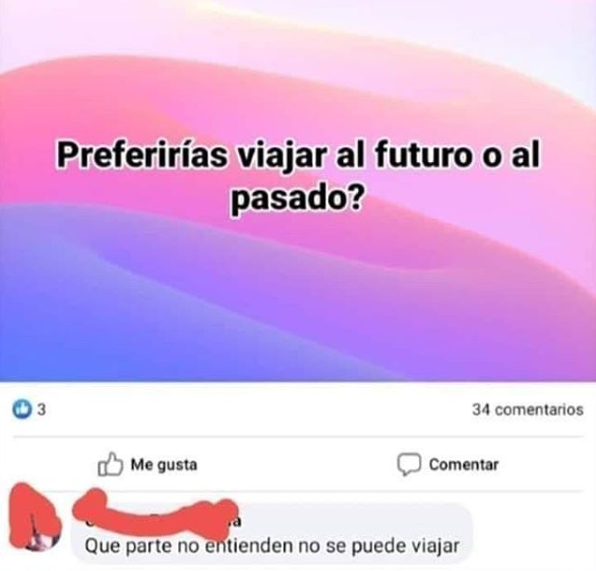 Preferirías viajar al futuro o al
pasado?
3
34 comentarios
Me gusta
Comentar
Que parte no entienden no se puede viajar